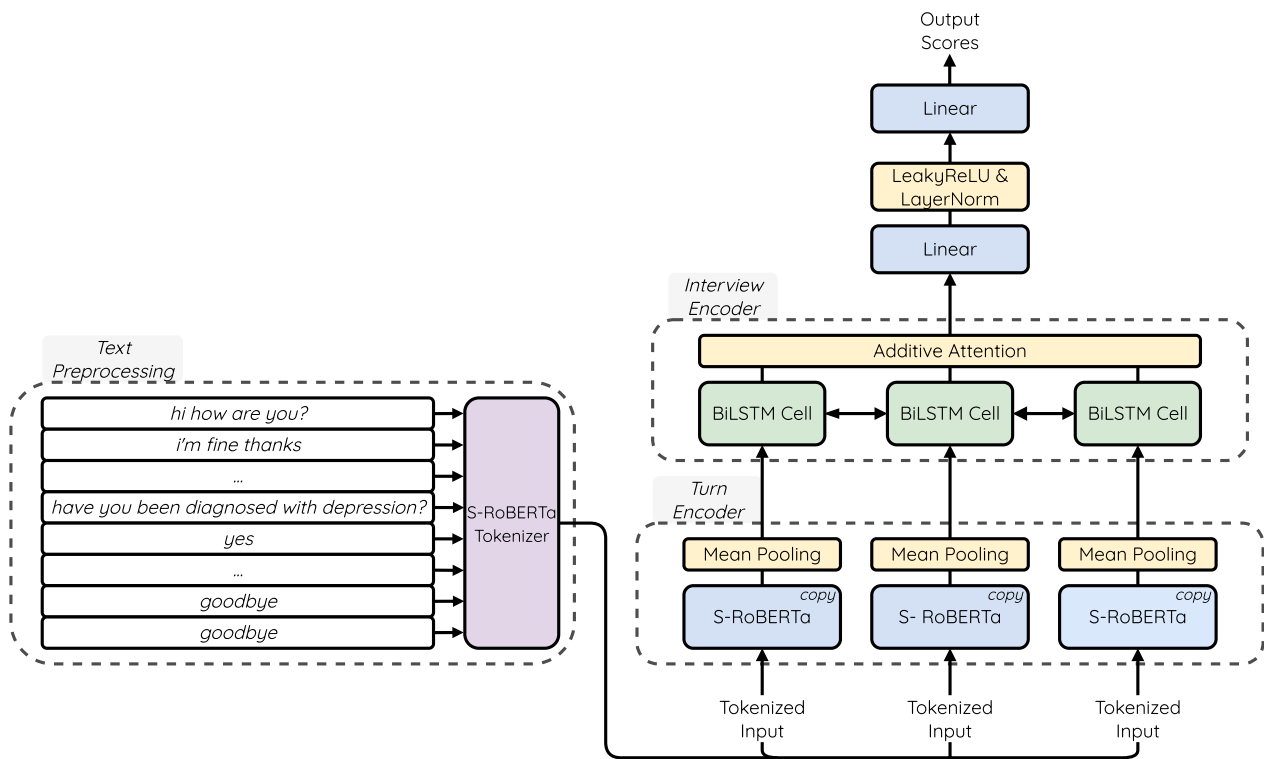 Text
Preprocessing
hi how are you?
i'm fine thanks
...
have you been diagnosed with depression?
yes
...
goodbye
goodbye
S-RoBERTa
Tokenizer
Output
Scores
Linear
LeakyReLU &
LayerNorm
Linear
Interview
Encoder
Additive Attention
BiLSTM Cell
BiLSTM Cell
BiLSTM Cell
Turn
Encoder
Mean Pooling
Mean Pooling
Mean Pooling
copy
S-RoBERTa
copy
S- RoBERTa
copy
S-RoBERTa
Tokenized
Input
Tokenized
Input
Tokenized
Input